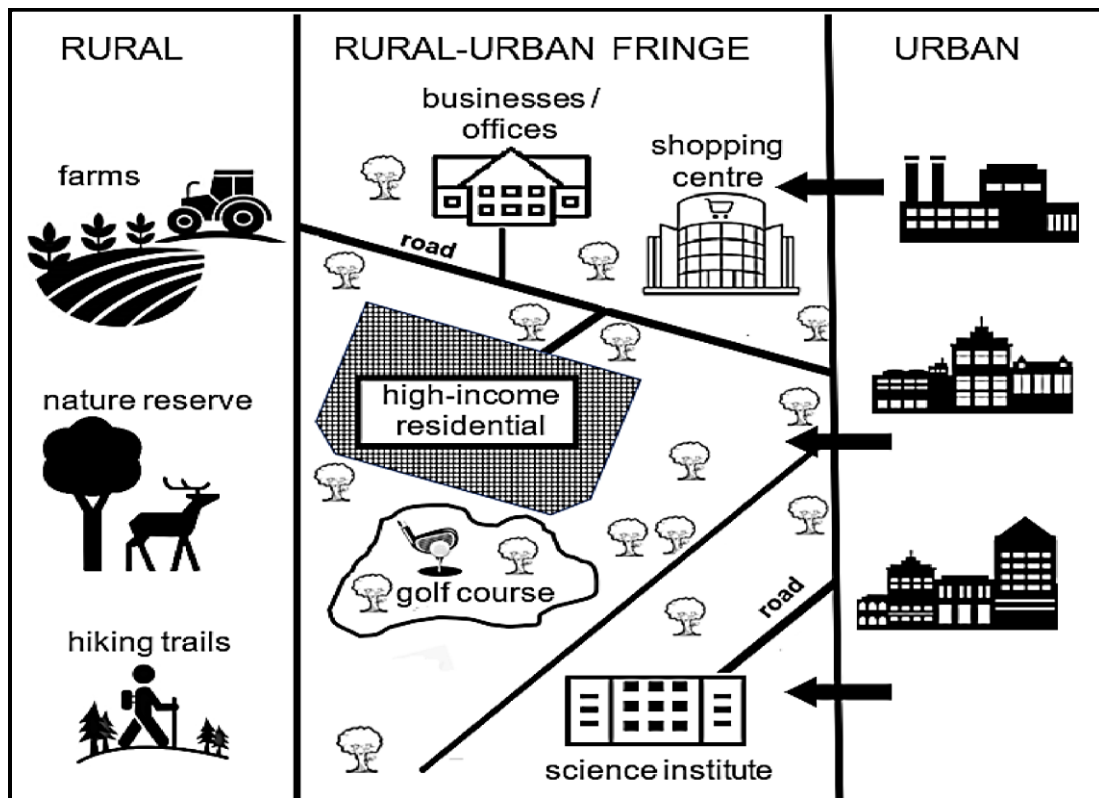 RURAL
RURAL-URBAN FRINGE
URBAN
farms
nature reserve
hiking trails
businesses /
offices
shopping
centre
road
high-income
residential
golf course
road
science institute